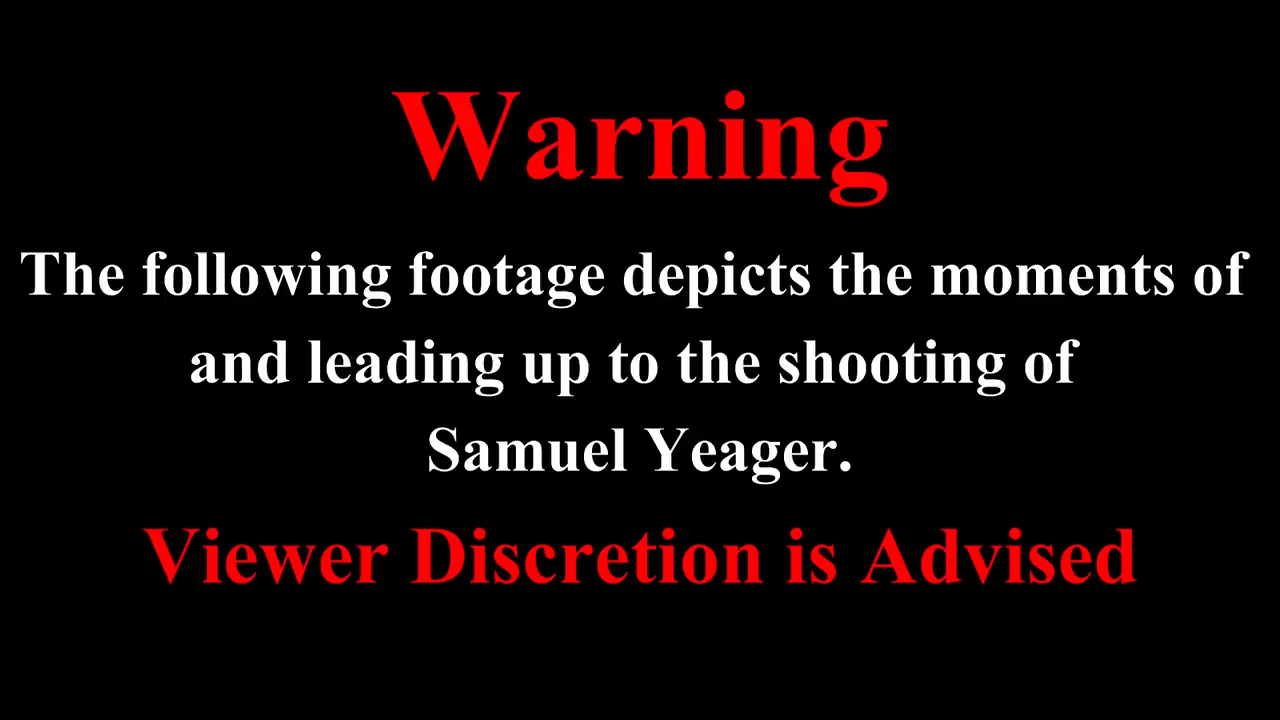 Warning
The following footage depicts the moments of
and leading up to the shooting of
Samuel Yeager.
Viewer Discretion is Advised